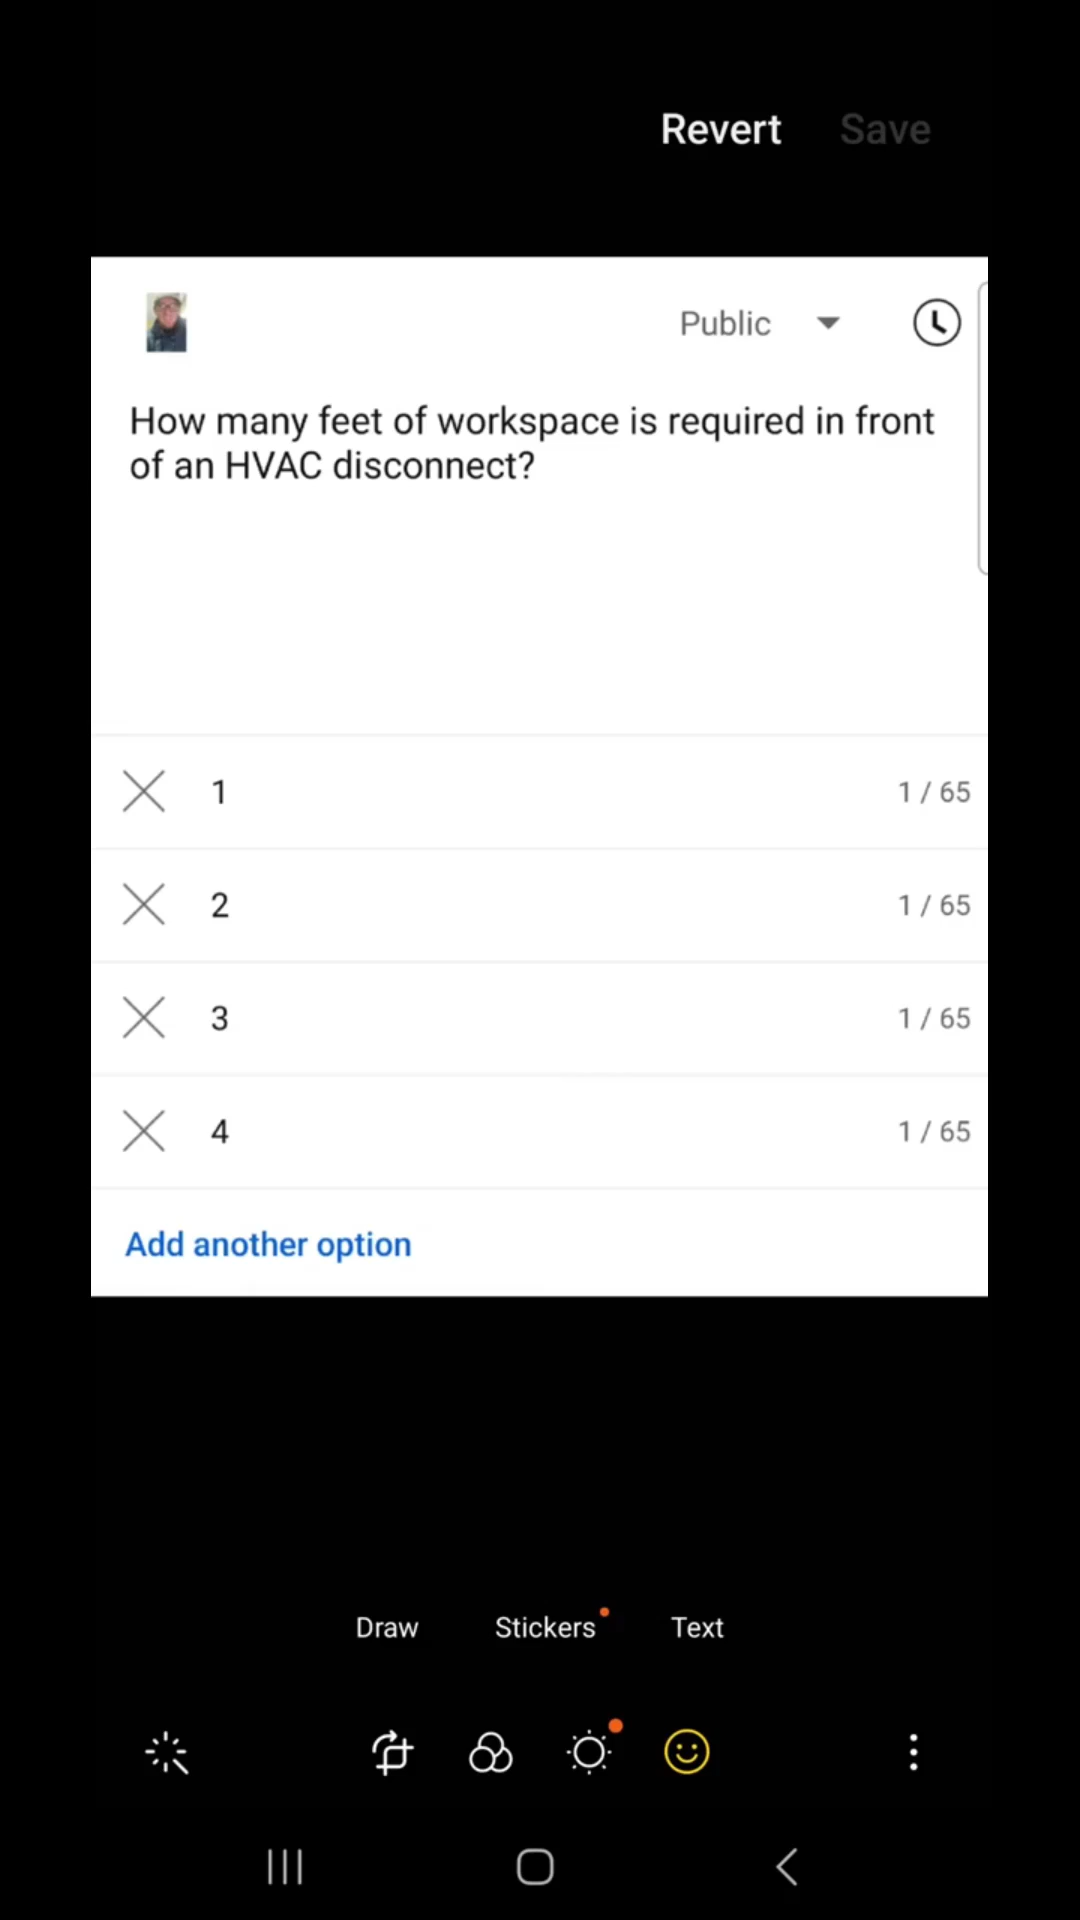 Revert Save
Public
How many feet of workspace is required in front
of an HVAC disconnect?
1 1 / 65
2 1 / 65
3 1 / 65
4 1 / 65
Add another option
Draw Stickers Text